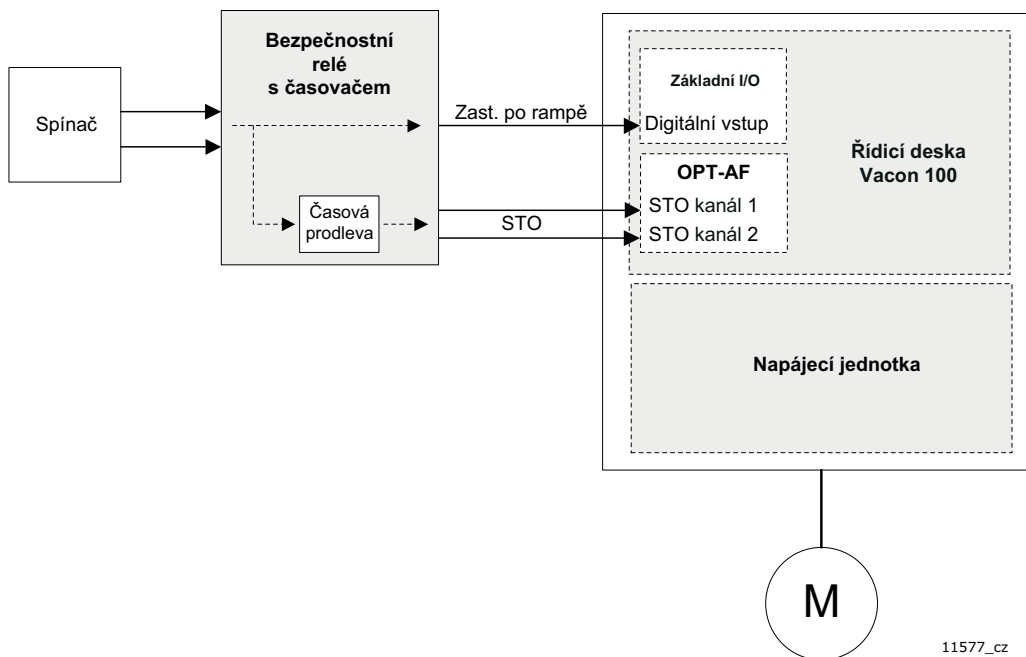 Spínač
Bezpečnostní
relé
s časovačem
Časová
prodleva
Zast. po rampě
STO
Základní I/O
Digitální vstup
OPT-AF
STO kanál 1
STO kanál 2
Řídicí deska
Vacon 100
Napájecí jednotka
M
11577_cz